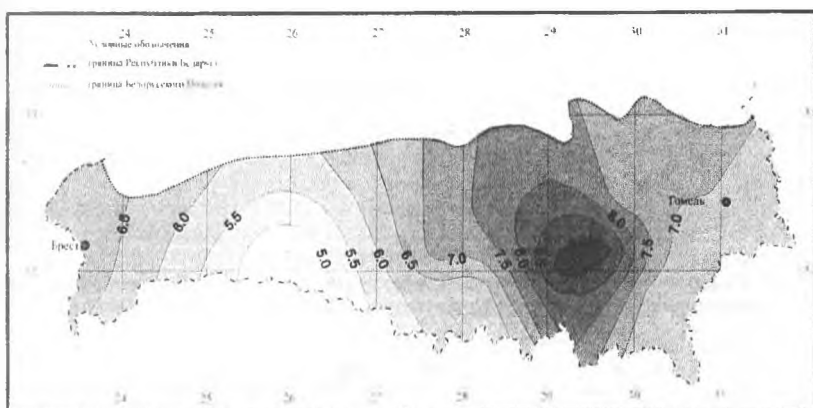 24 25 26 27 28 29 30 31
Условные обозначения
граница Республики Беларусь
граница Белорусского
Гомель
Брест
6.5 6.0 5.5 5.0 5.5 6.0 6.5 7.0 7.5 8.0 8.0 7.5 7.0
24 25 26 27 28 29 30 31